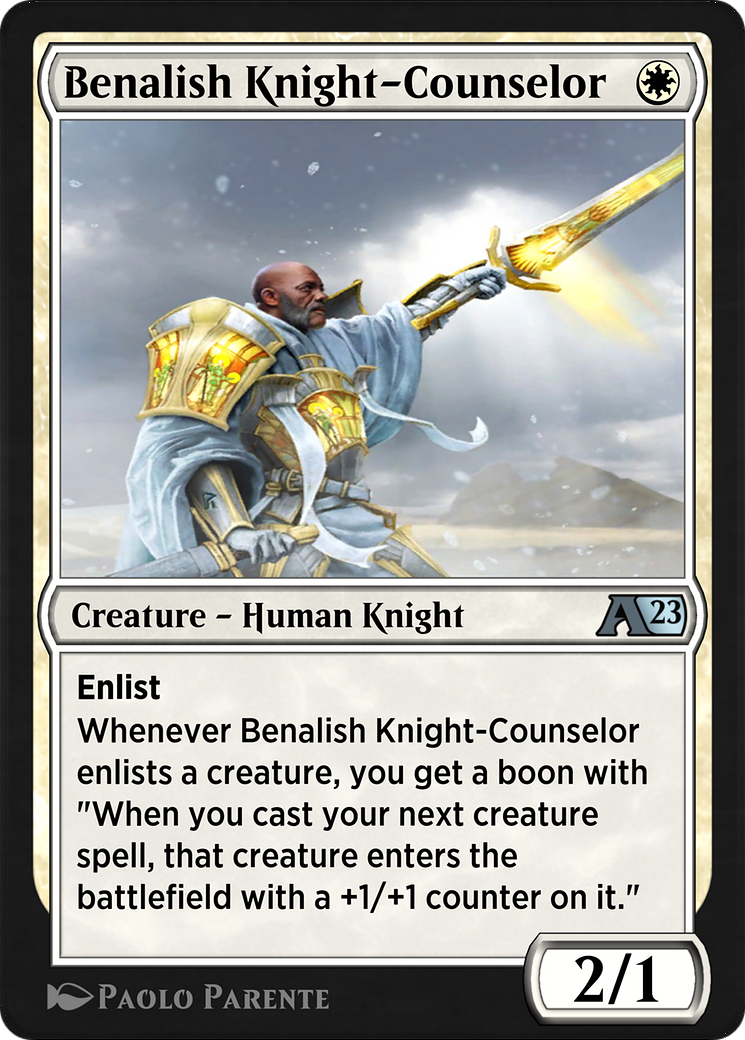 Benalish Knight-Counselor
Creature – Human Knight
A 23
Enlist
Whenever Benalish Knight-Counselor
enlists a creature, you get a boon with
"When you cast your next creature
spell, that creature enters the
battlefield with a +1/+1 counter on it."
2/1
Paolo Parente